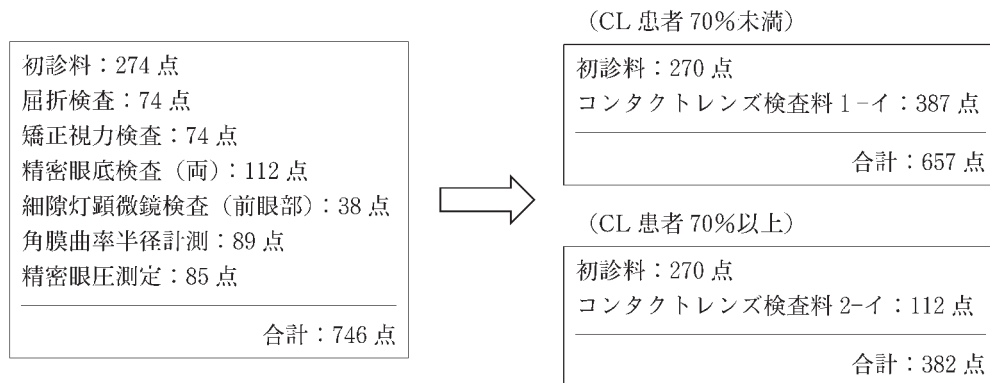 初診料：274 点
屈折検査：74 点
矯正視力検査：74 点
精密眼底検査（両）：112 点
細隙灯顕微鏡検査（前眼部）：38 点
角膜曲率半径計測：89 点
精密眼圧測定：85 点
合計：746 点
（CL 患者 70％未満）
初診料：270 点
コンタクトレンズ検査料 1−イ：387 点
合計：657 点
（CL 患者 70％以上）
初診料：270 点
コンタクトレンズ検査料 2−イ：112 点
合計：382 点